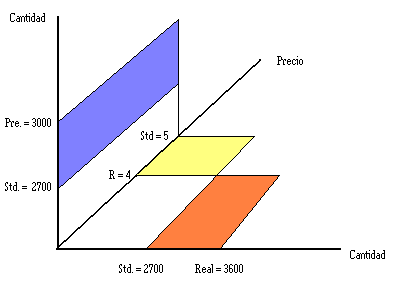 Cantidad
Precio
Pre. = 3000
Std = 5
R = 4
Std. = 2700
Cantidad
Std. = 2700
Real = 3600